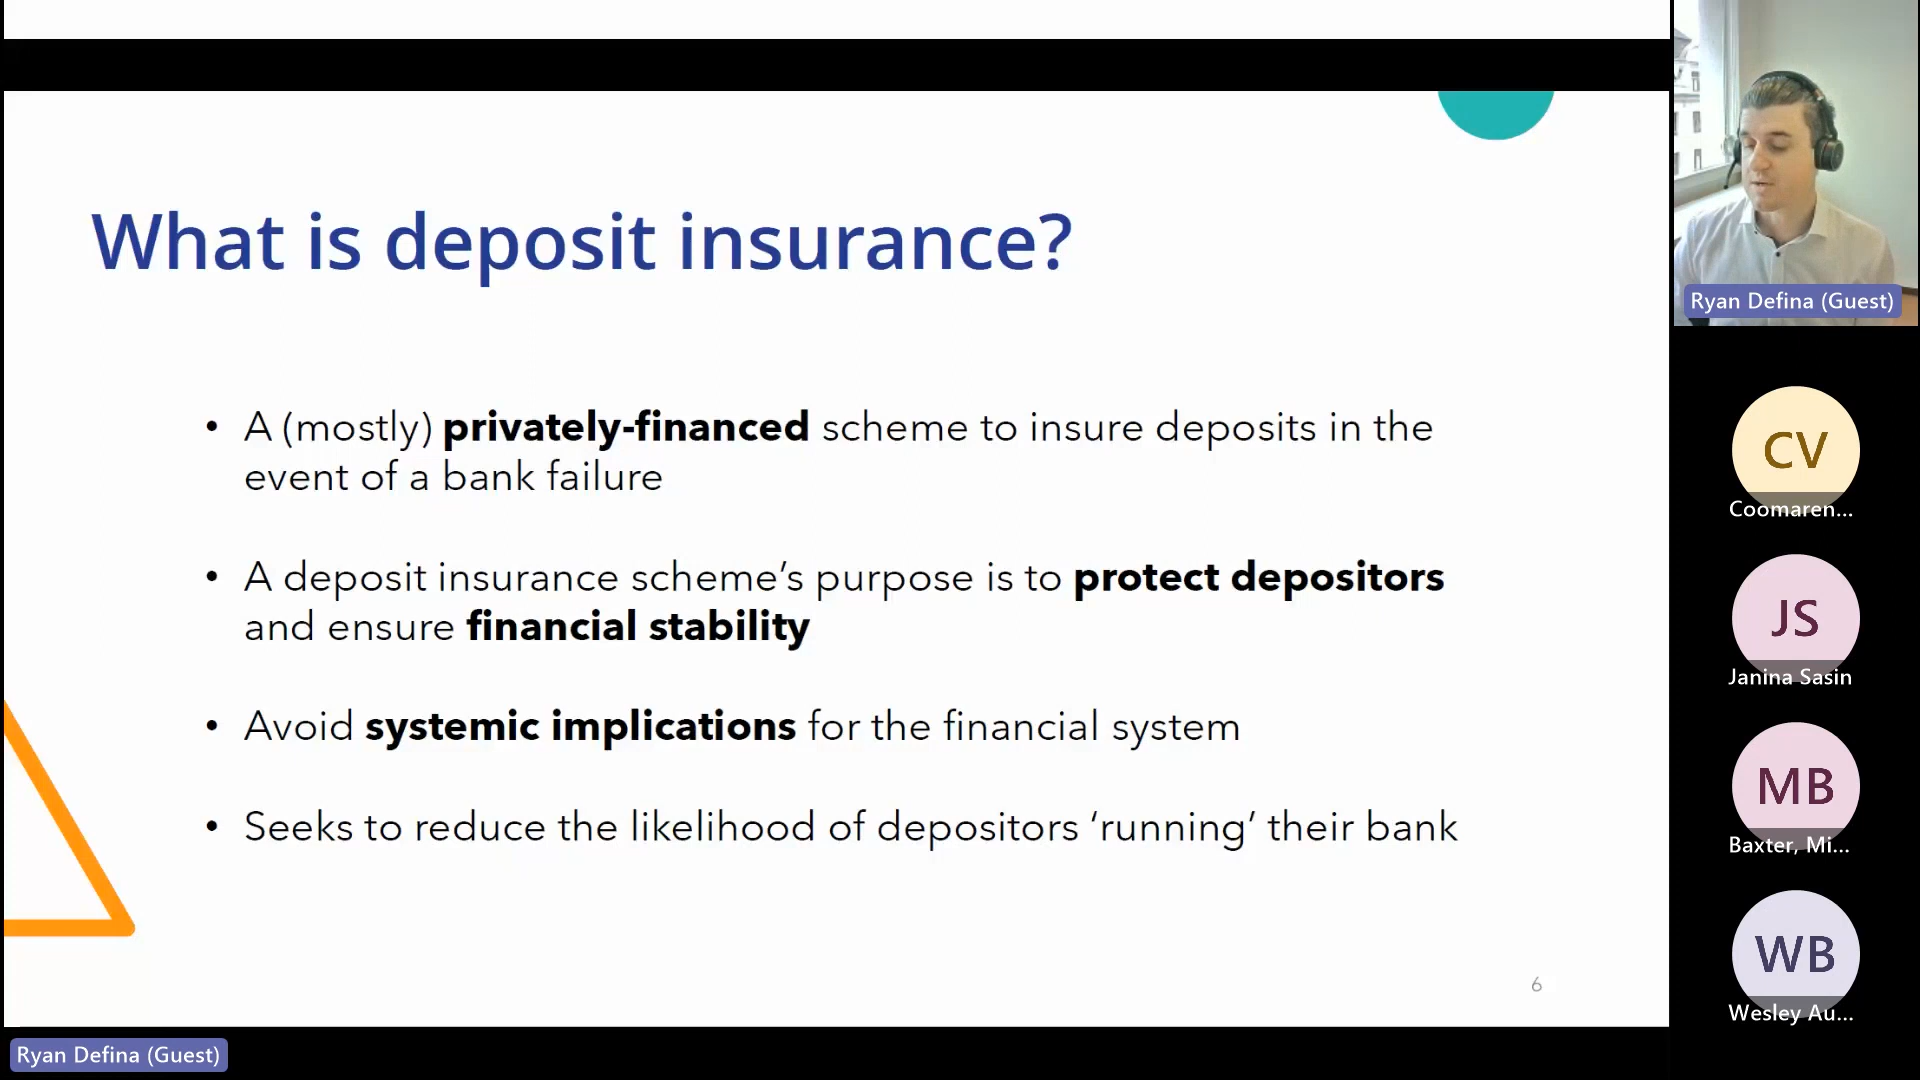 What is deposit insurance?
• A (mostly) privately-financed scheme to insure deposits in the
event of a bank failure
• A deposit insurance scheme’s purpose is to protect depositors
and ensure financial stability
• Avoid systemic implications for the financial system
• Seeks to reduce the likelihood of depositors ‘running’ their bank
6
Ryan Defina (Guest)
Ryan Defina (Guest)
CV
Coomaren...
JS
Janina Sasin
MB
Baxter, Mi...
WB
Wesley Au...